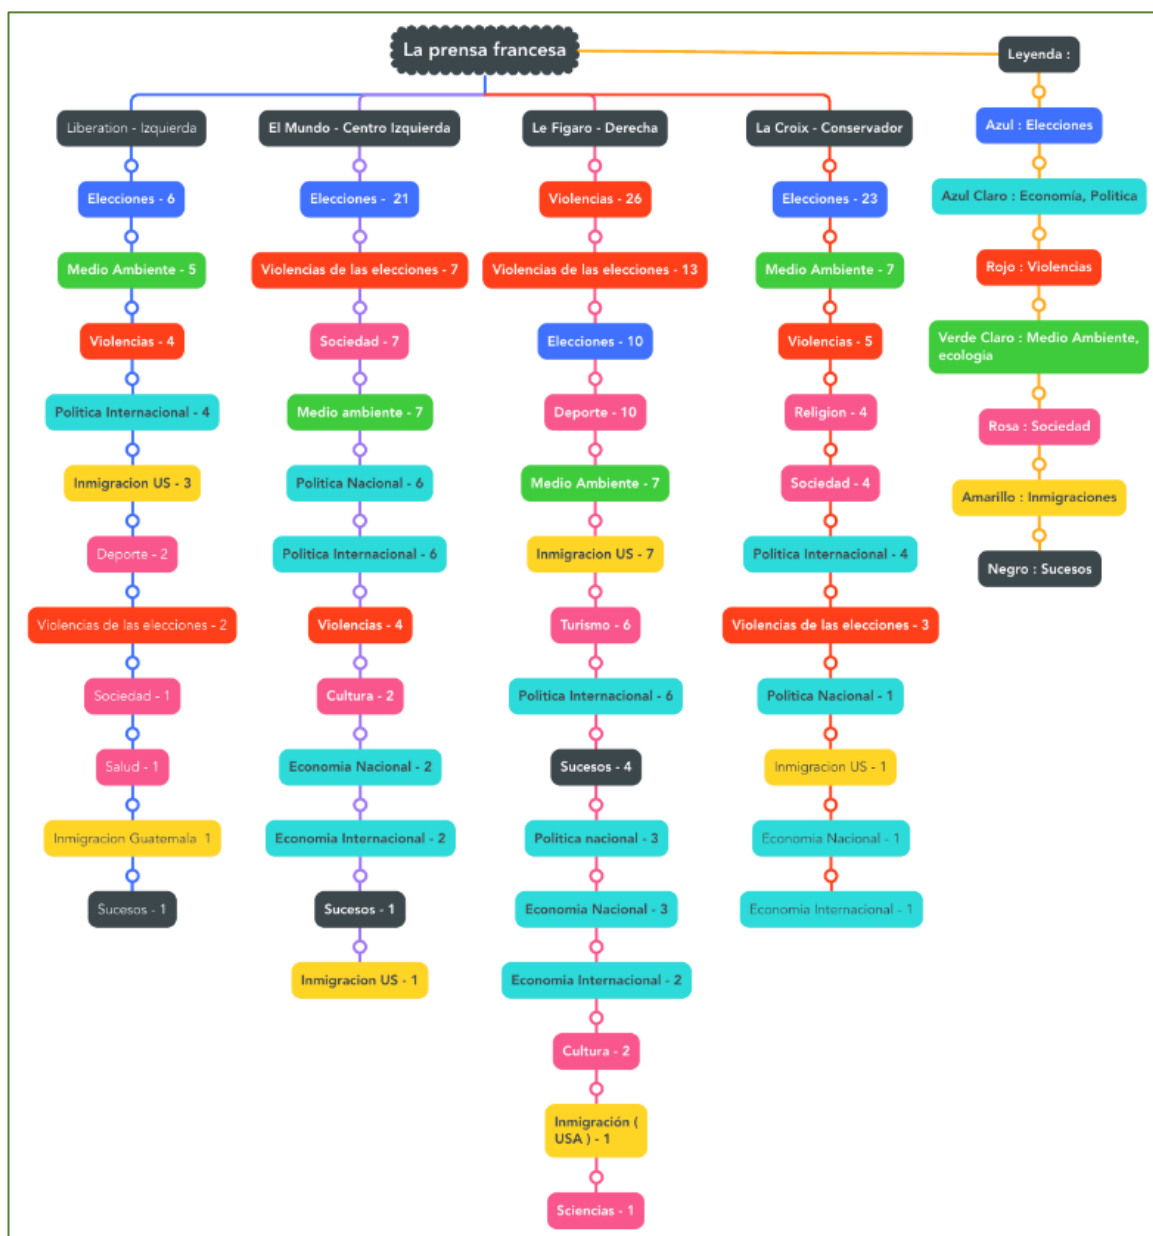 La prensa francesa
Liberation - Izquierda
Elecciones - 6
Medio Ambiente - 5
Violencias - 4
Politica Internacional - 4
Inmigracion US - 3
Deporte - 2
Violencias de las elecciones - 2
Sociedad - 1
Salud - 1
Inmigracion Guatemala 1
Sucesos - 1
El Mundo - Centro Izquierda
Elecciones - 21
Violencias de las elecciones - 7
Sociedad - 7
Medio ambiente - 7
Politica Nacional - 6
Politica Internacional - 6
Violencias - 4
Cultura - 2
Economia Nacional - 2
Economia Internacional - 2
Sucesos - 1
Inmigracion US - 1
Le Figaro - Derecha
Violencias - 26
Violencias de las elecciones - 13
Elecciones - 10
Deporte - 10
Medio Ambiente - 7
Inmigracion US - 7
Turismo - 6
Politica Internacional - 6
Sucesos - 4
Politica nacional - 3
Economia Nacional - 3
Economia Internacional - 2
Cultura - 2
Inmigración (
USA ) - 1
Sciencias - 1
La Croix - Conservador
Elecciones - 23
Medio Ambiente - 7
Violencias - 5
Religion - 4
Sociedad - 4
Politica Internacional - 4
Violencias de las elecciones - 3
Politica Nacional - 1
Inmigracion US - 1
Economia Nacional - 1
Economia Internacional - 1
Leyenda :
Azul : Elecciones
Azul Claro : Economía, Politica
Rojo : Violencias
Verde Claro : Medio Ambiente,
ecologia
Rosa : Sociedad
Amarillo : Inmigraciones
Negro : Sucesos